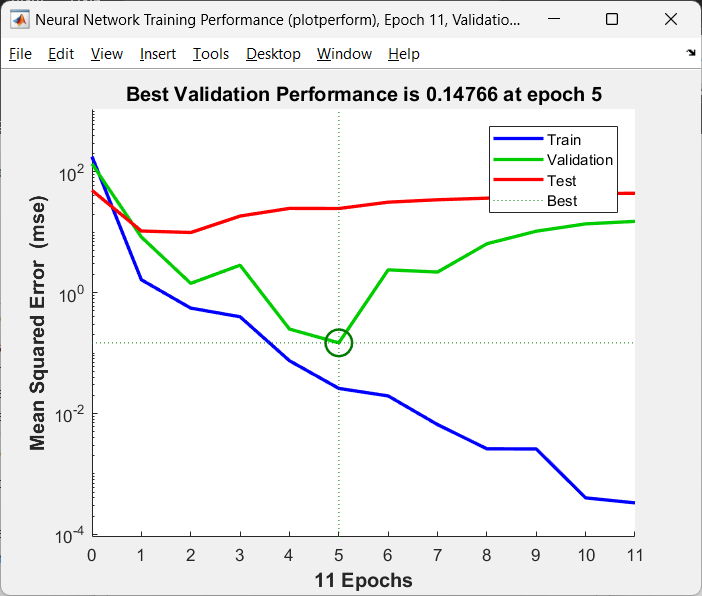 Neural Network Training Performance (plotperform), Epoch 11, Validatio...
File Edit View Insert Tools Desktop Window Help
Best Validation Performance is 0.14766 at epoch 5
Train
Validation
Test
Best
Mean Squared Error (mse)
10^2
10^0
10^-2
10^-4
0 1 2 3 4 5 6 7 8 9 10 11
11 Epochs